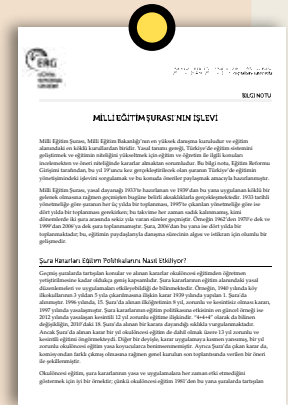 ERG
BİLGİ NOTU
MİLLİ EĞİTİM ŞURASI'NIN İŞLEVİ
Milli Eğitim Şurası, Milli Eğitim Bakanlığı'nın en yüksek danışma kuruludur ve eğitim
alanındaki en köklü kurullardan biridir. Yasal tanımı gereği, Türkiye'de eğitim sistemini
geliştirmek ve eğitimin niteliğini yükseltmek için eğitim ve öğretim ile ilgili konuları
incelemekten ve öneri niteliğinde kararlar almaktan sorumludur. Bu bilgi notu, Eğitim Reformu
Girişimi tarafından, bu yıl 19'uncu kez gerçekleştirilecek olan şuranın Türkiye'de eğitimin
yönetimindeki işlevini sorgulamak ve bu konuda öneriler paylaşmak amacıyla hazırlanmıştır.
Milli Eğitim Şurası, yasal dayanağı 1933'te hazırlanan ve 1939'dan bu yana uygulanan köklü bir
gelenek olmasına rağmen geçmişten bugüne belirli aksaklıklarla gerçekleşmektedir. 1933 tarihli
yönetmeliğe göre şuranın her üç yılda bir toplanması, 1995'te çıkarılan yönetmeliğe göre ise
dört yılda bir toplanması gerekirken; bu takvime her zaman sadık kalınmamış, kimi
dönemlerde iki şura arasında sekiz yıla varan süreler geçmiştir. Örneğin 1962'den 1970'e dek ve
1999'dan 2006'ya dek şura toplanmamıştır. Şura, 2006'dan bu yana ise dört yılda bir
toplanmaktadır; bu, eğitimin paydaşlarıyla danışma sürecinin algısı ve istikrarı için olumlu bir
gelişmedir.
Şura Kararları Eğitim Politikalarını Nasıl Etkiliyor?
Geçmiş şuralarda tartışılan konular ve alınan kararlar okulöncesi eğitimden öğretmen
yetiştirilmesine kadar oldukça geniş kapsamlıdır. Şura kararlarının eğitim alanındaki yasal
düzenlemeleri ve uygulamaları etkileyebildiği de bilinmektedir. Örneğin, 1940 yılında köy
ilkokullarının 3 yıldan 5 yıla çıkarılmasına ilişkin karar 1939 yılında yapılan 1. Şura'da
alınmıştır. 1996 yılında, 15. Şura'da alınan ilköğretimin 8 yıl, zorunlu ve kesintisiz olması kararı,
1997 yılında yasalaşmıştır. Şura kararlarının eğitim politikasına etkisinin en güncel örneği ise
2012 yılında yasalaşan kesintili 12 yıl zorunlu eğitime ilişkindir. "4+4+4" olarak da bilinen
değişikliğin, 2010'daki 18. Şura'da alınan bir karara dayandığı sıklıkla vurgulanmaktadır.
Ancak Şura'da alınan karar bir yıl okulöncesi eğitim de dahil olmak üzere 13 yıl zorunlu ve
kesintili eğitimi öngörmekteydi. Diğer bir deyişle, karar uygulamaya kısmen yansımış, bir yıl
zorunlu okulöncesi eğitim yasa koyucularca benimsenmemiştir. Ayrıca Şura'da çıkan karar da,
komisyondan farklı çıkmış olmasına rağmen genel kurulun son toplantısında verilen bir öneri
ile şekillenmiştir.
Okulöncesi eğitim, şura kararlarının yasa ve uygulamalara her zaman etki etmediğini
göstermek için iyi bir örnektir; çünkü okulöncesi eğitim 1981'den bu yana şuralarda tartışılan